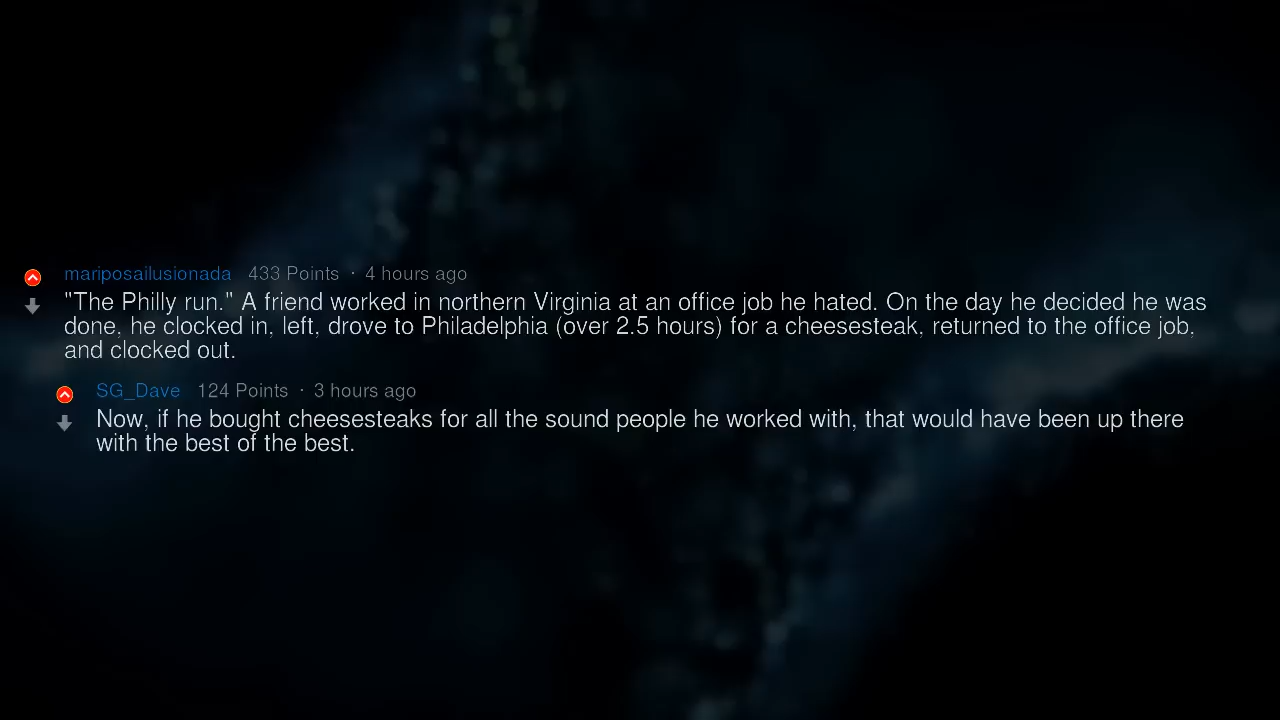 mariposailusionada 433 Points · 4 hours ago
"The Philly run." A friend worked in northern Virginia at an office job he hated. On the day he decided he was
done, he clocked in, left, drove to Philadelphia (over 2.5 hours) for a cheesesteak, returned to the office job,
and clocked out.
SG_Dave 124 Points · 3 hours ago
Now, if he bought cheesesteaks for all the sound people he worked with, that would have been up there
with the best of the best.